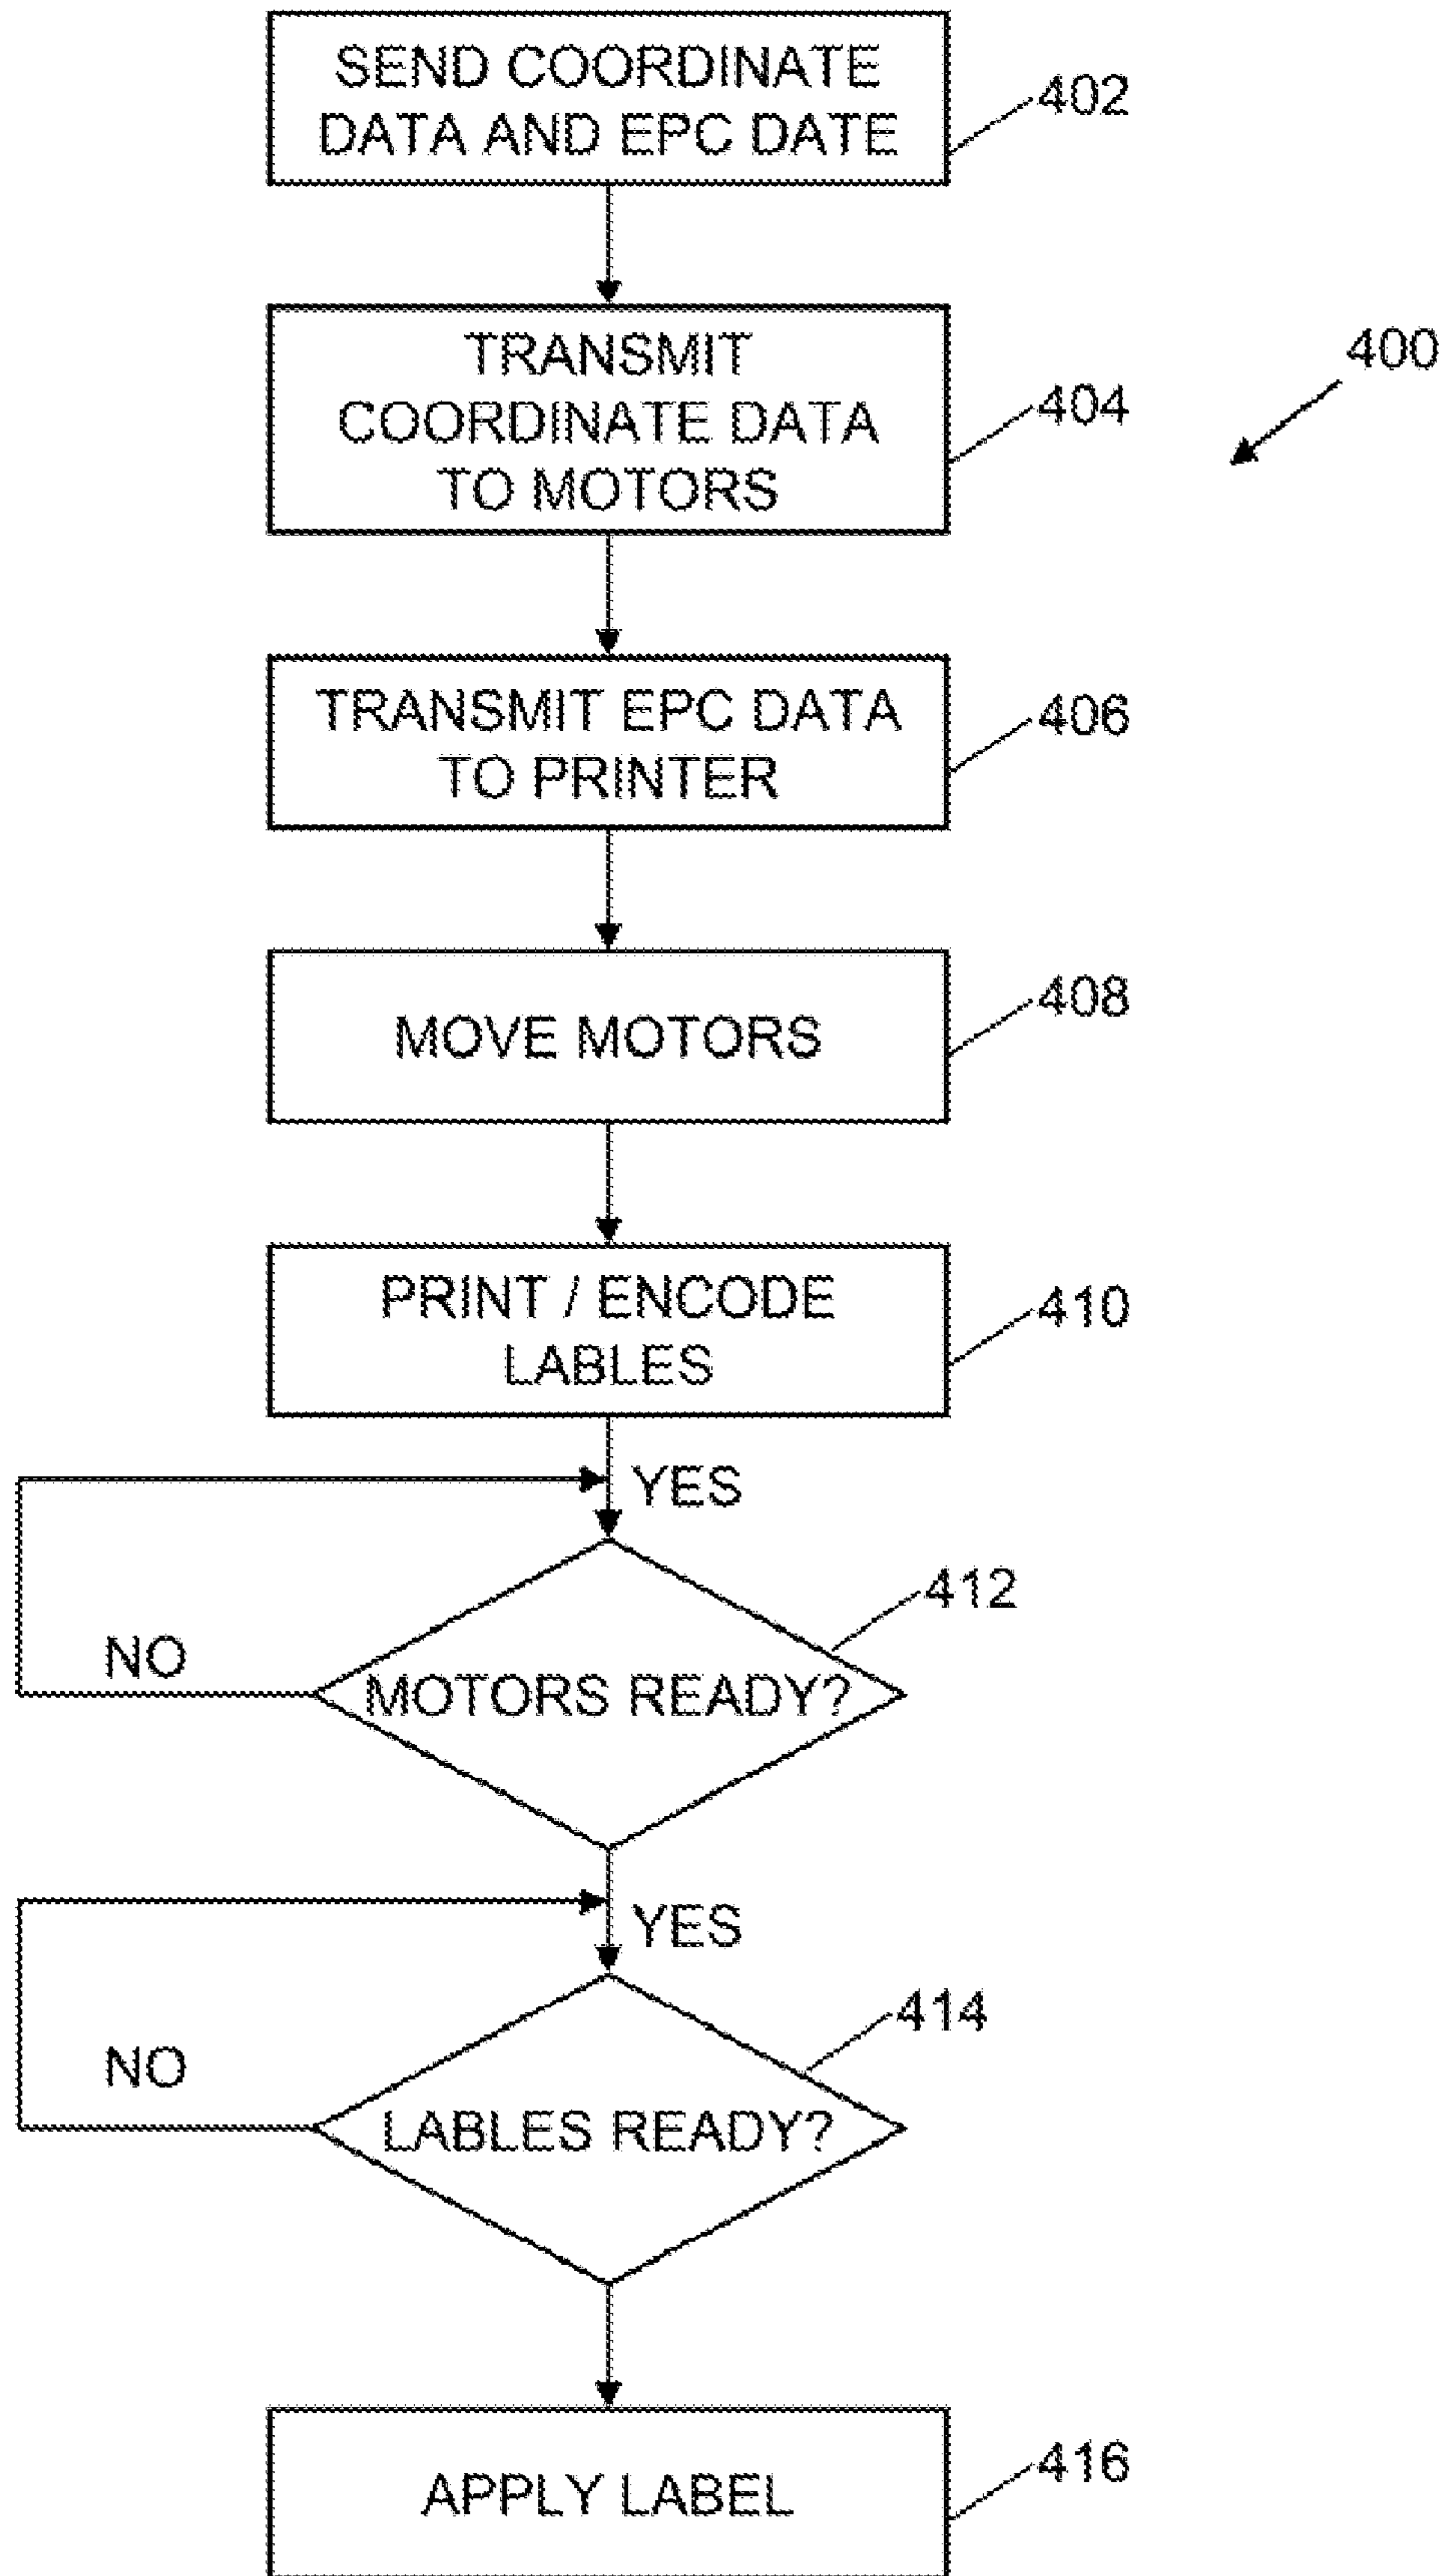 SEND COORDINATE
DATA AND EPC DATE
402
TRANSMIT
COORDINATE DATA
TO MOTORS
404
400
TRANSMIT EPC DATA
TO PRINTER
406
MOVE MOTORS
408
PRINT / ENCODE
LABLES
410
YES
412
NO
MOTORS READY?
YES
414
NO
LABLES READY?
APPLY LABEL
416